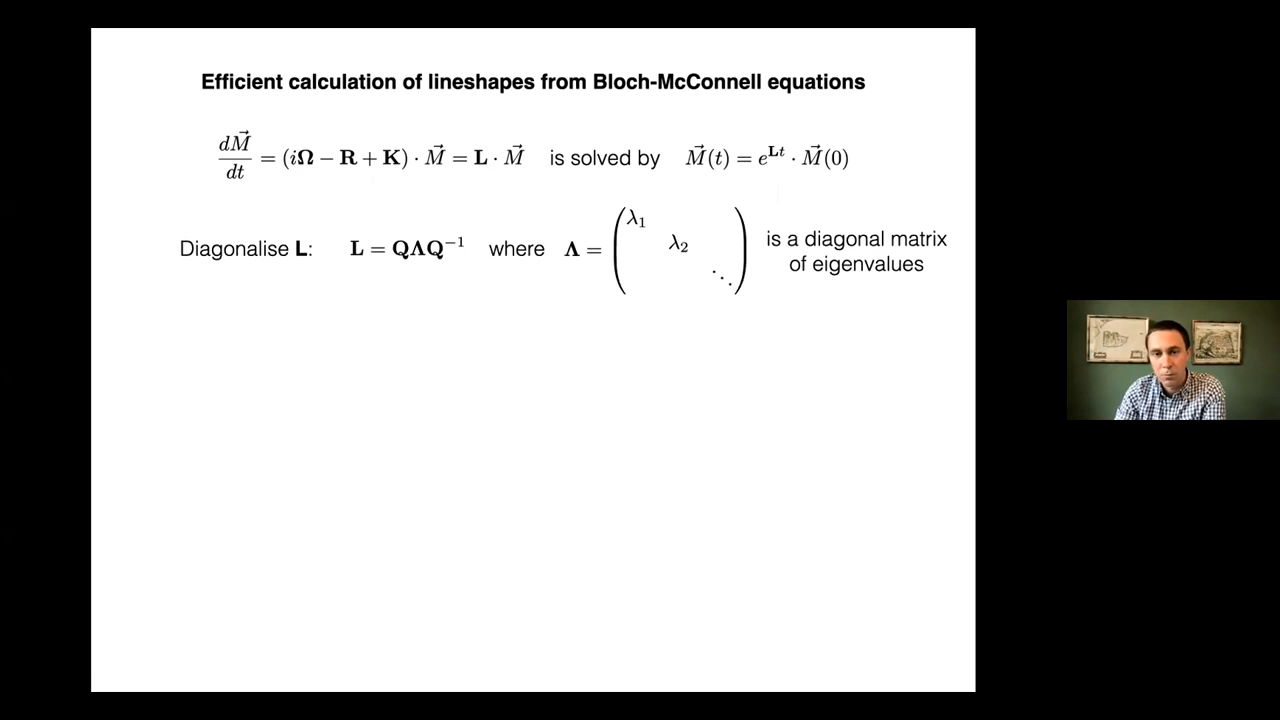 Efficient calculation of lineshapes from Bloch-McConnell equations
dM⃗/dt = (iΩ − R + K) · M⃗ = L · M⃗ is solved by M⃗(t) = e^{Lt} · M⃗(0)
Diagonalise L: L = QΛQ⁻¹ where Λ = (λ₁ λ₂ ⋱) is a diagonal matrix
of eigenvalues